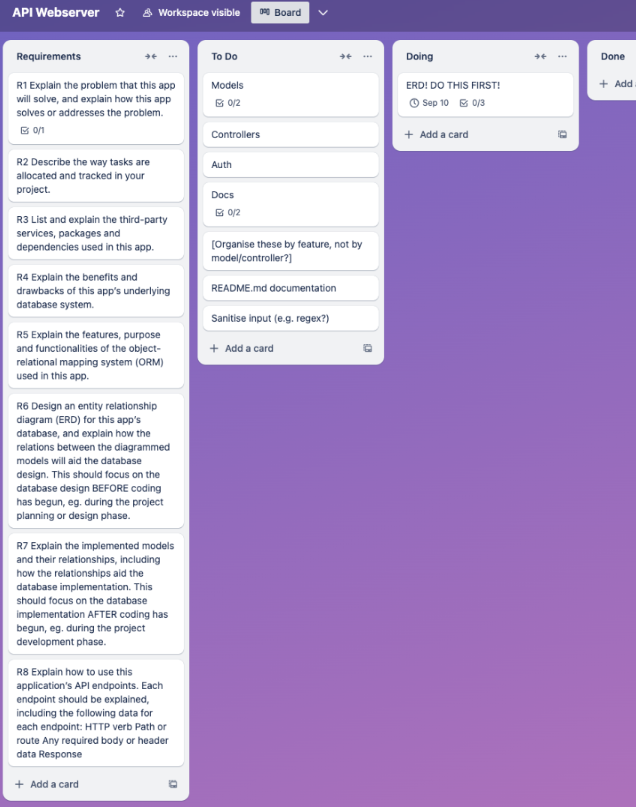 API Webserver
Workspace visible
Board
Requirements
R1 Explain the problem that this app
will solve, and explain how this app
solves or addresses the problem.
0/1
R2 Describe the way tasks are
allocated and tracked in your
project.
R3 List and explain the third-party
services, packages and
dependencies used in this app.
R4 Explain the benefits and
drawbacks of this app's underlying
database system.
R5 Explain the features, purpose
and functionalities of the object-
relational mapping system (ORM)
used in this app.
R6 Design an entity relationship
diagram (ERD) for this app's
database, and explain how the
relations between the diagrammed
models will aid the database
design. This should focus on the
database design BEFORE coding
has begun, eg. during the project
planning or design phase.
R7 Explain the implemented models
and their relationships, including
how the relationships aid the
database implementation. This
should focus on the database
implementation AFTER coding has
begun, eg. during the project
development phase.
R8 Explain how to use this
application's API endpoints. Each
endpoint should be explained,
including the following data for
each endpoint: HTTP verb Path or
route Any required body or header
data Response
+ Add a card
To Do
Models
0/2
Controllers
Auth
Docs
0/2
[Organise these by feature, not by
model/controller?]
README.md documentation
Sanitise input (e.g. regex?)
+ Add a card
Doing
ERD! DO THIS FIRST!
Sep 10 0/3
+ Add a card
Done
+ Add